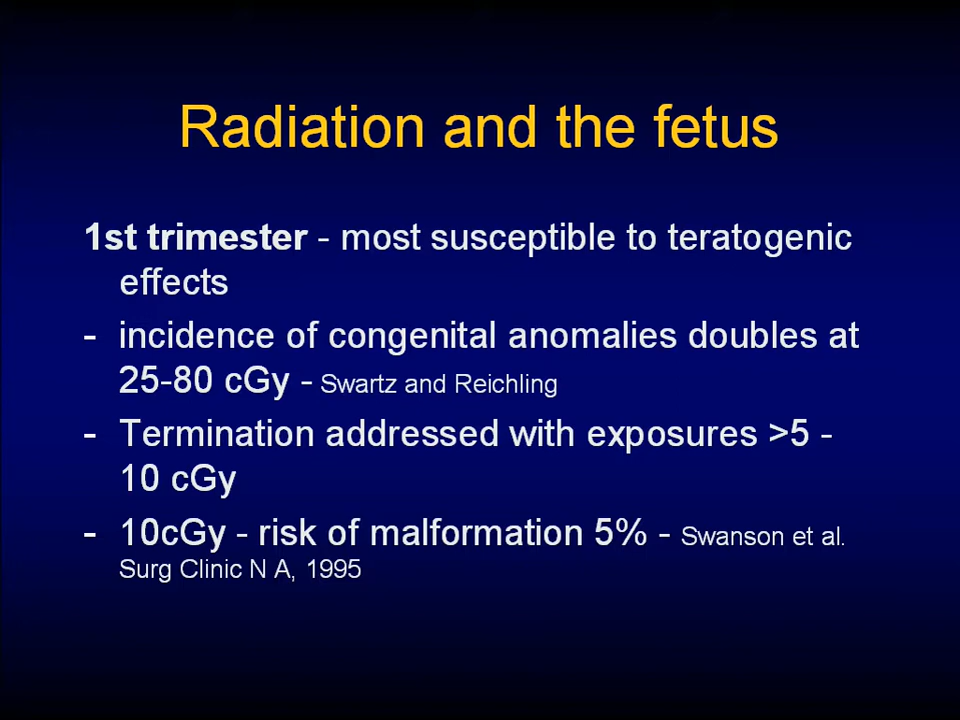 Radiation and the fetus
1st trimester - most susceptible to teratogenic
effects
- incidence of congenital anomalies doubles at
25-80 cGy - Swartz and Reichling
- Termination addressed with exposures >5 -
10 cGy
- 10cGy - risk of malformation 5% - Swanson et al.
Surg Clinic N A, 1995